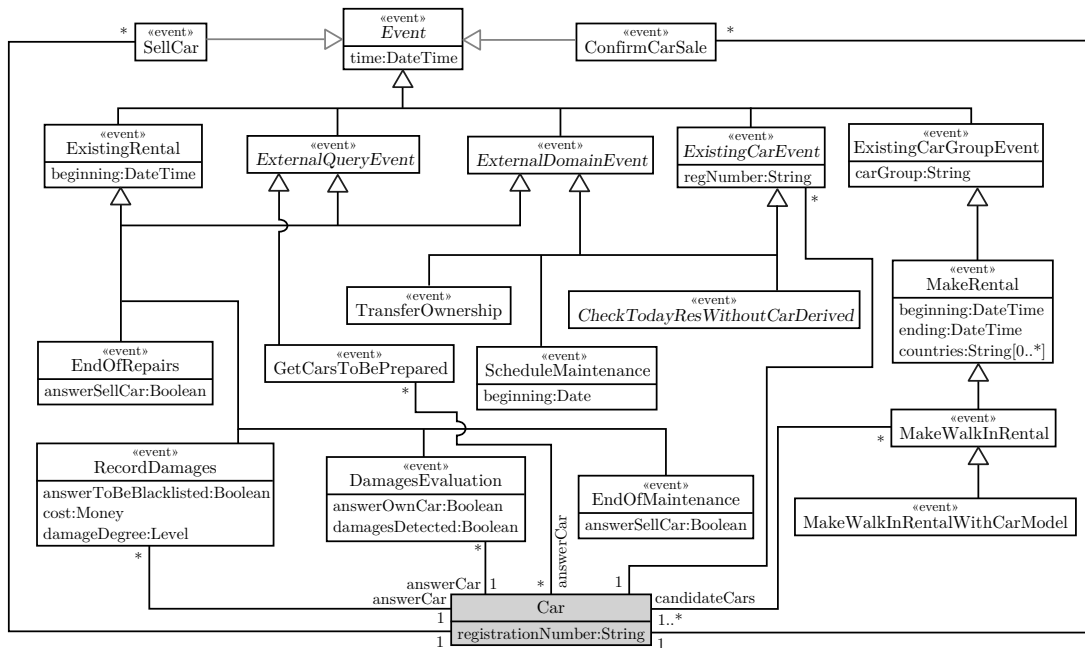 «event»
SellCar
*
«event»
Event
time:DateTime
«event»
ConfirmCarSale
*
«event»
ExistingRental
beginning:DateTime
«event»
ExternalQueryEvent
«event»
ExternalDomainEvent
«event»
ExistingCarEvent
regNumber:String
*
«event»
ExistingCarGroupEvent
carGroup:String
«event»
TransferOwnership
«event»
CheckTodayResWithoutCarDerived
«event»
MakeRental
beginning:DateTime
ending:DateTime
countries:String[0..*]
«event»
EndOfRepairs
answerSellCar:Boolean
«event»
GetCarsToBePrepared
*
«event»
ScheduleMaintenance
beginning:Date
«event»
MakeWalkInRental
*
«event»
RecordDamages
answerToBeBlacklisted:Boolean
cost:Money
damageDegree:Level
*
«event»
DamagesEvaluation
answerOwnCar:Boolean
damagesDetected:Boolean
*
«event»
EndOfMaintenance
answerSellCar:Boolean
«event»
MakeWalkInRentalWithCarModel
answerCar
1
answerCar
*
1
answerCar
1
candidateCars
1..*
Car
registrationNumber:String
1
1